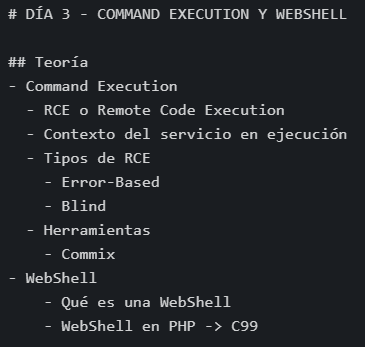 # DÍA 3 - COMMAND EXECUTION Y WEBSHELL
## Teoría
- Command Execution
- RCE o Remote Code Execution
- Contexto del servicio en ejecución
- Tipos de RCE
- Error-Based
- Blind
- Herramientas
- Commix
- WebShell
- Qué es una WebShell
- WebShell en PHP -> C99